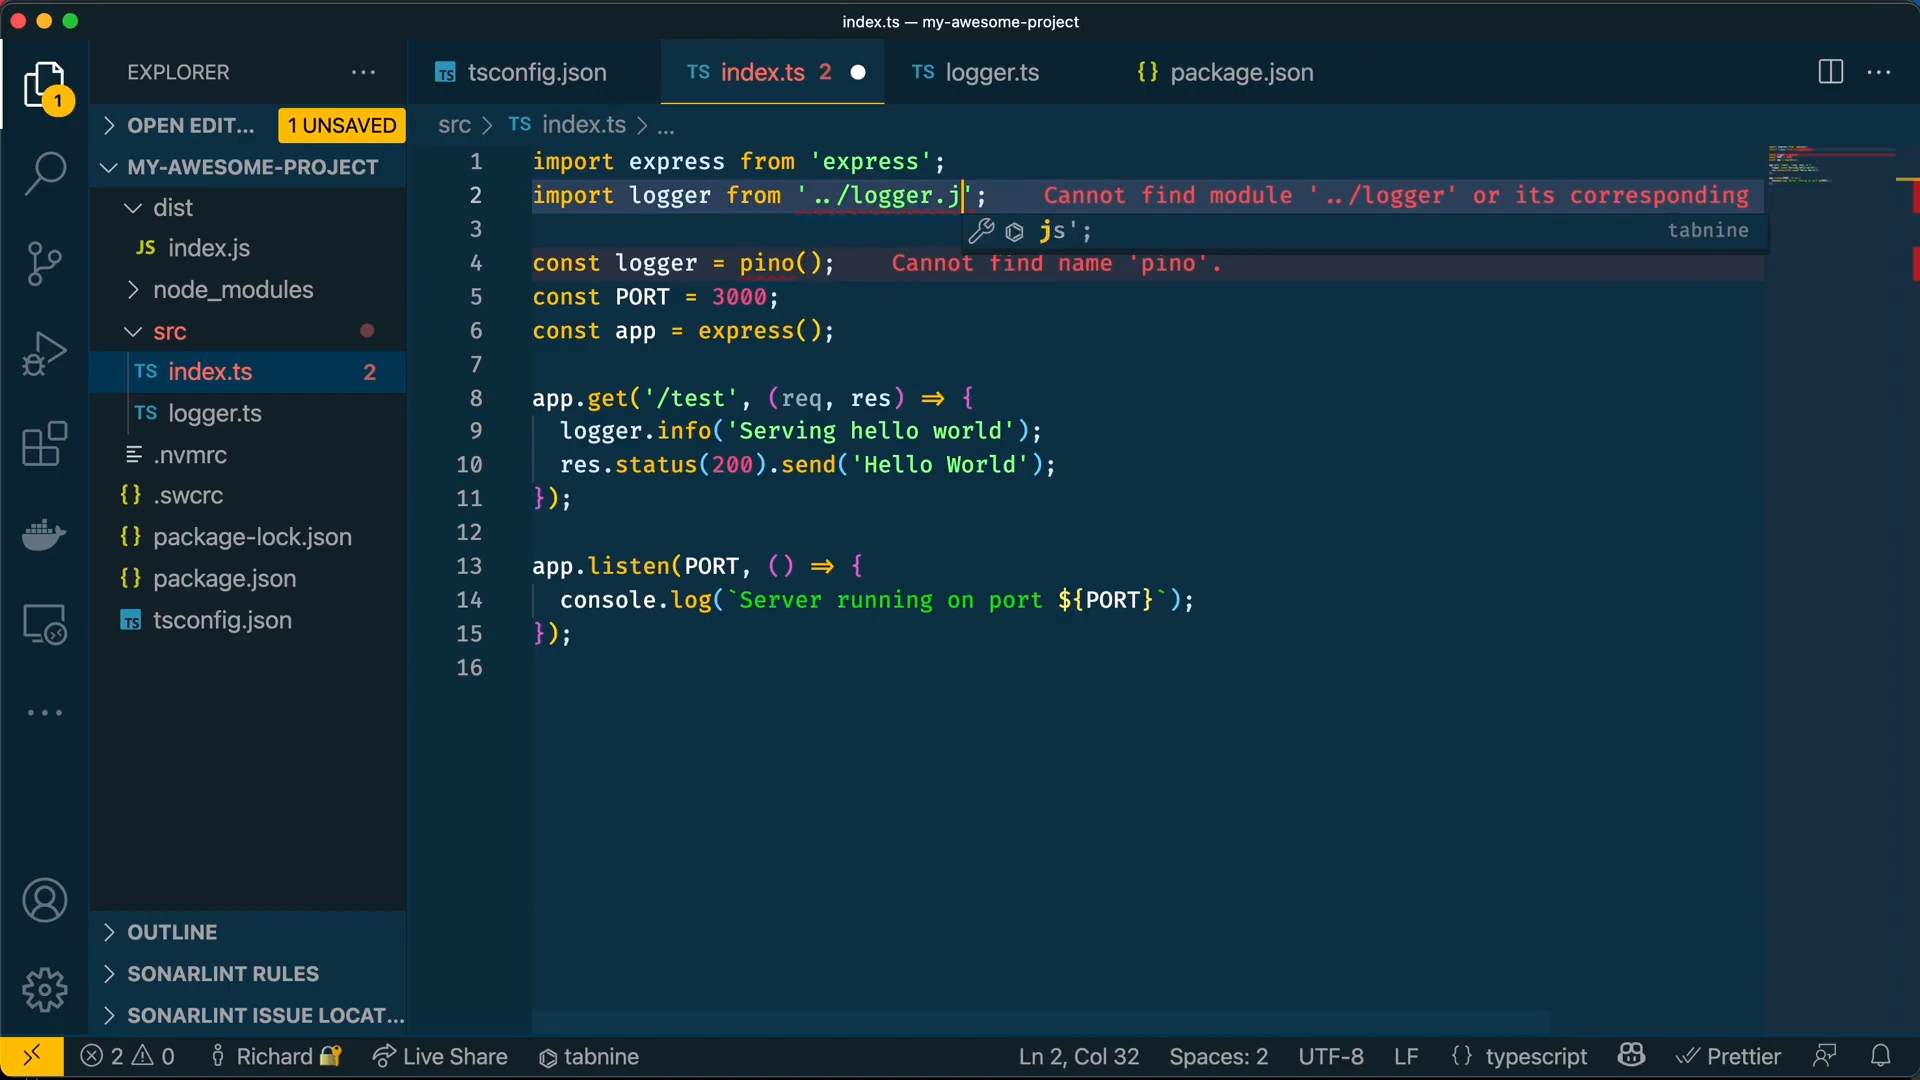 index.ts — my-awesome-project
EXPLORER
tsconfig.json
TS index.ts 2
TS logger.ts
{} package.json
1
OPEN EDIT...
1 UNSAVED
src > TS index.ts > ...
MY-AWESOME-PROJECT
dist
JS index.js
node_modules
src
TS index.ts 2
TS logger.ts
.nvmrc
{} .swcrc
{} package-lock.json
{} package.json
TS tsconfig.json
OUTLINE
SONARLINT RULES
SONARLINT ISSUE LOCAT...
1 import express from 'express';
2 import logger from '../logger.j'; Cannot find module '../logger' or its corresponding
js'; tabnine
3
4 const logger = pino(); Cannot find name 'pino'.
5 const PORT = 3000;
6 const app = express();
7
8 app.get('/test', (req, res) => {
9 logger.info('Serving hello world');
10 res.status(200).send('Hello World');
11 });
12
13 app.listen(PORT, () => {
14 console.log(`Server running on port ${PORT}`);
15 });
16
2 0 Richard Live Share tabnine Ln 2, Col 32 Spaces: 2 UTF-8 LF {} typescript Prettier